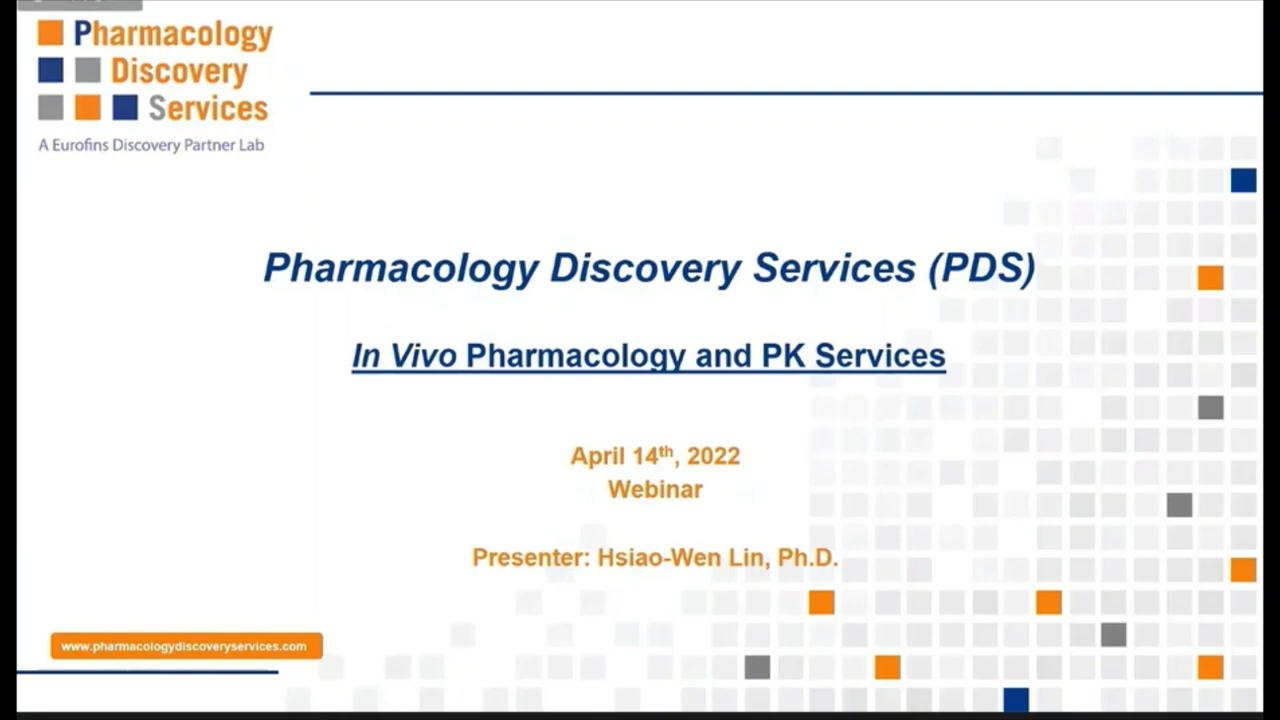 Pharmacology
Discovery
Services
A Eurofins Discovery Partner Lab
Pharmacology Discovery Services (PDS)
In Vivo Pharmacology and PK Services
April 14th, 2022
Webinar
Presenter: Hsiao-Wen Lin, Ph.D.
www.pharmacologydiscoveryservices.com